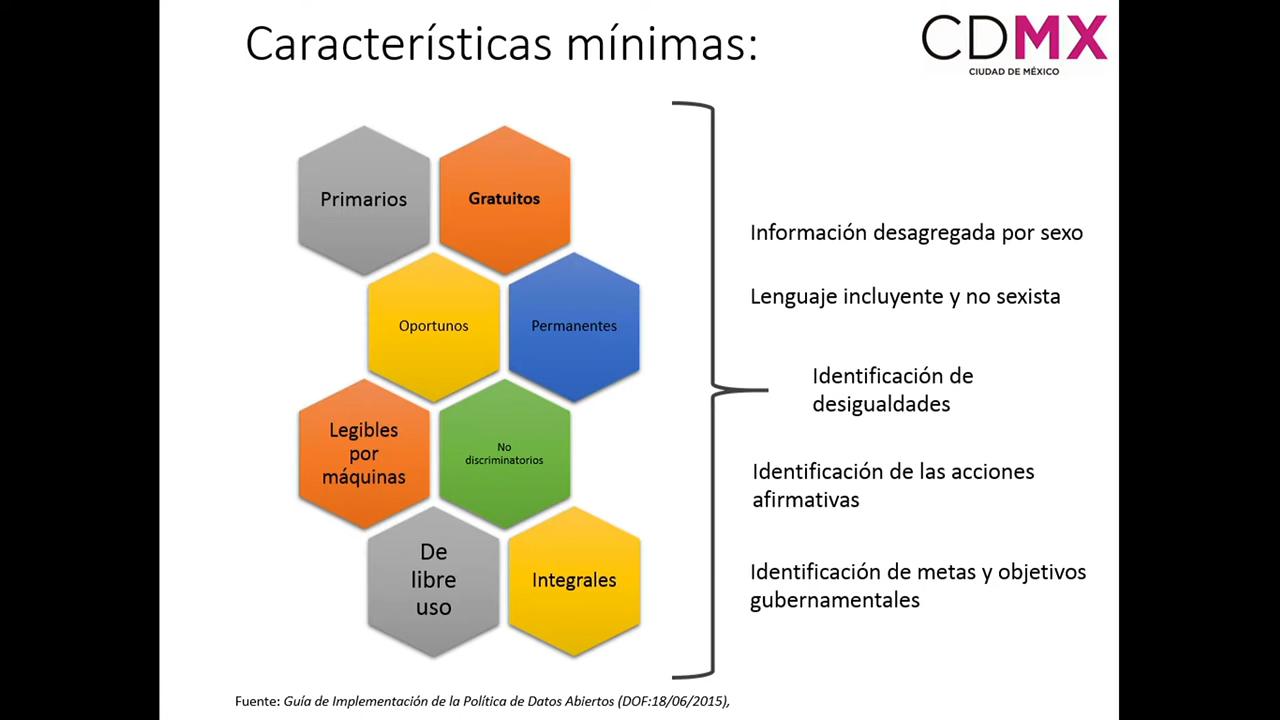 Características mínimas:
CDMX
CIUDAD DE MÉXICO
Primarios
Gratuitos
Oportunos
Permanentes
Legibles
por
máquinas
No
discriminatorios
De
libre
uso
Integrales
Información desagregada por sexo
Lenguaje incluyente y no sexista
Identificación de
desigualdades
Identificación de las acciones
afirmativas
Identificación de metas y objetivos
gubernamentales
Fuente: Guía de Implementación de la Política de Datos Abiertos (DOF:18/06/2015),